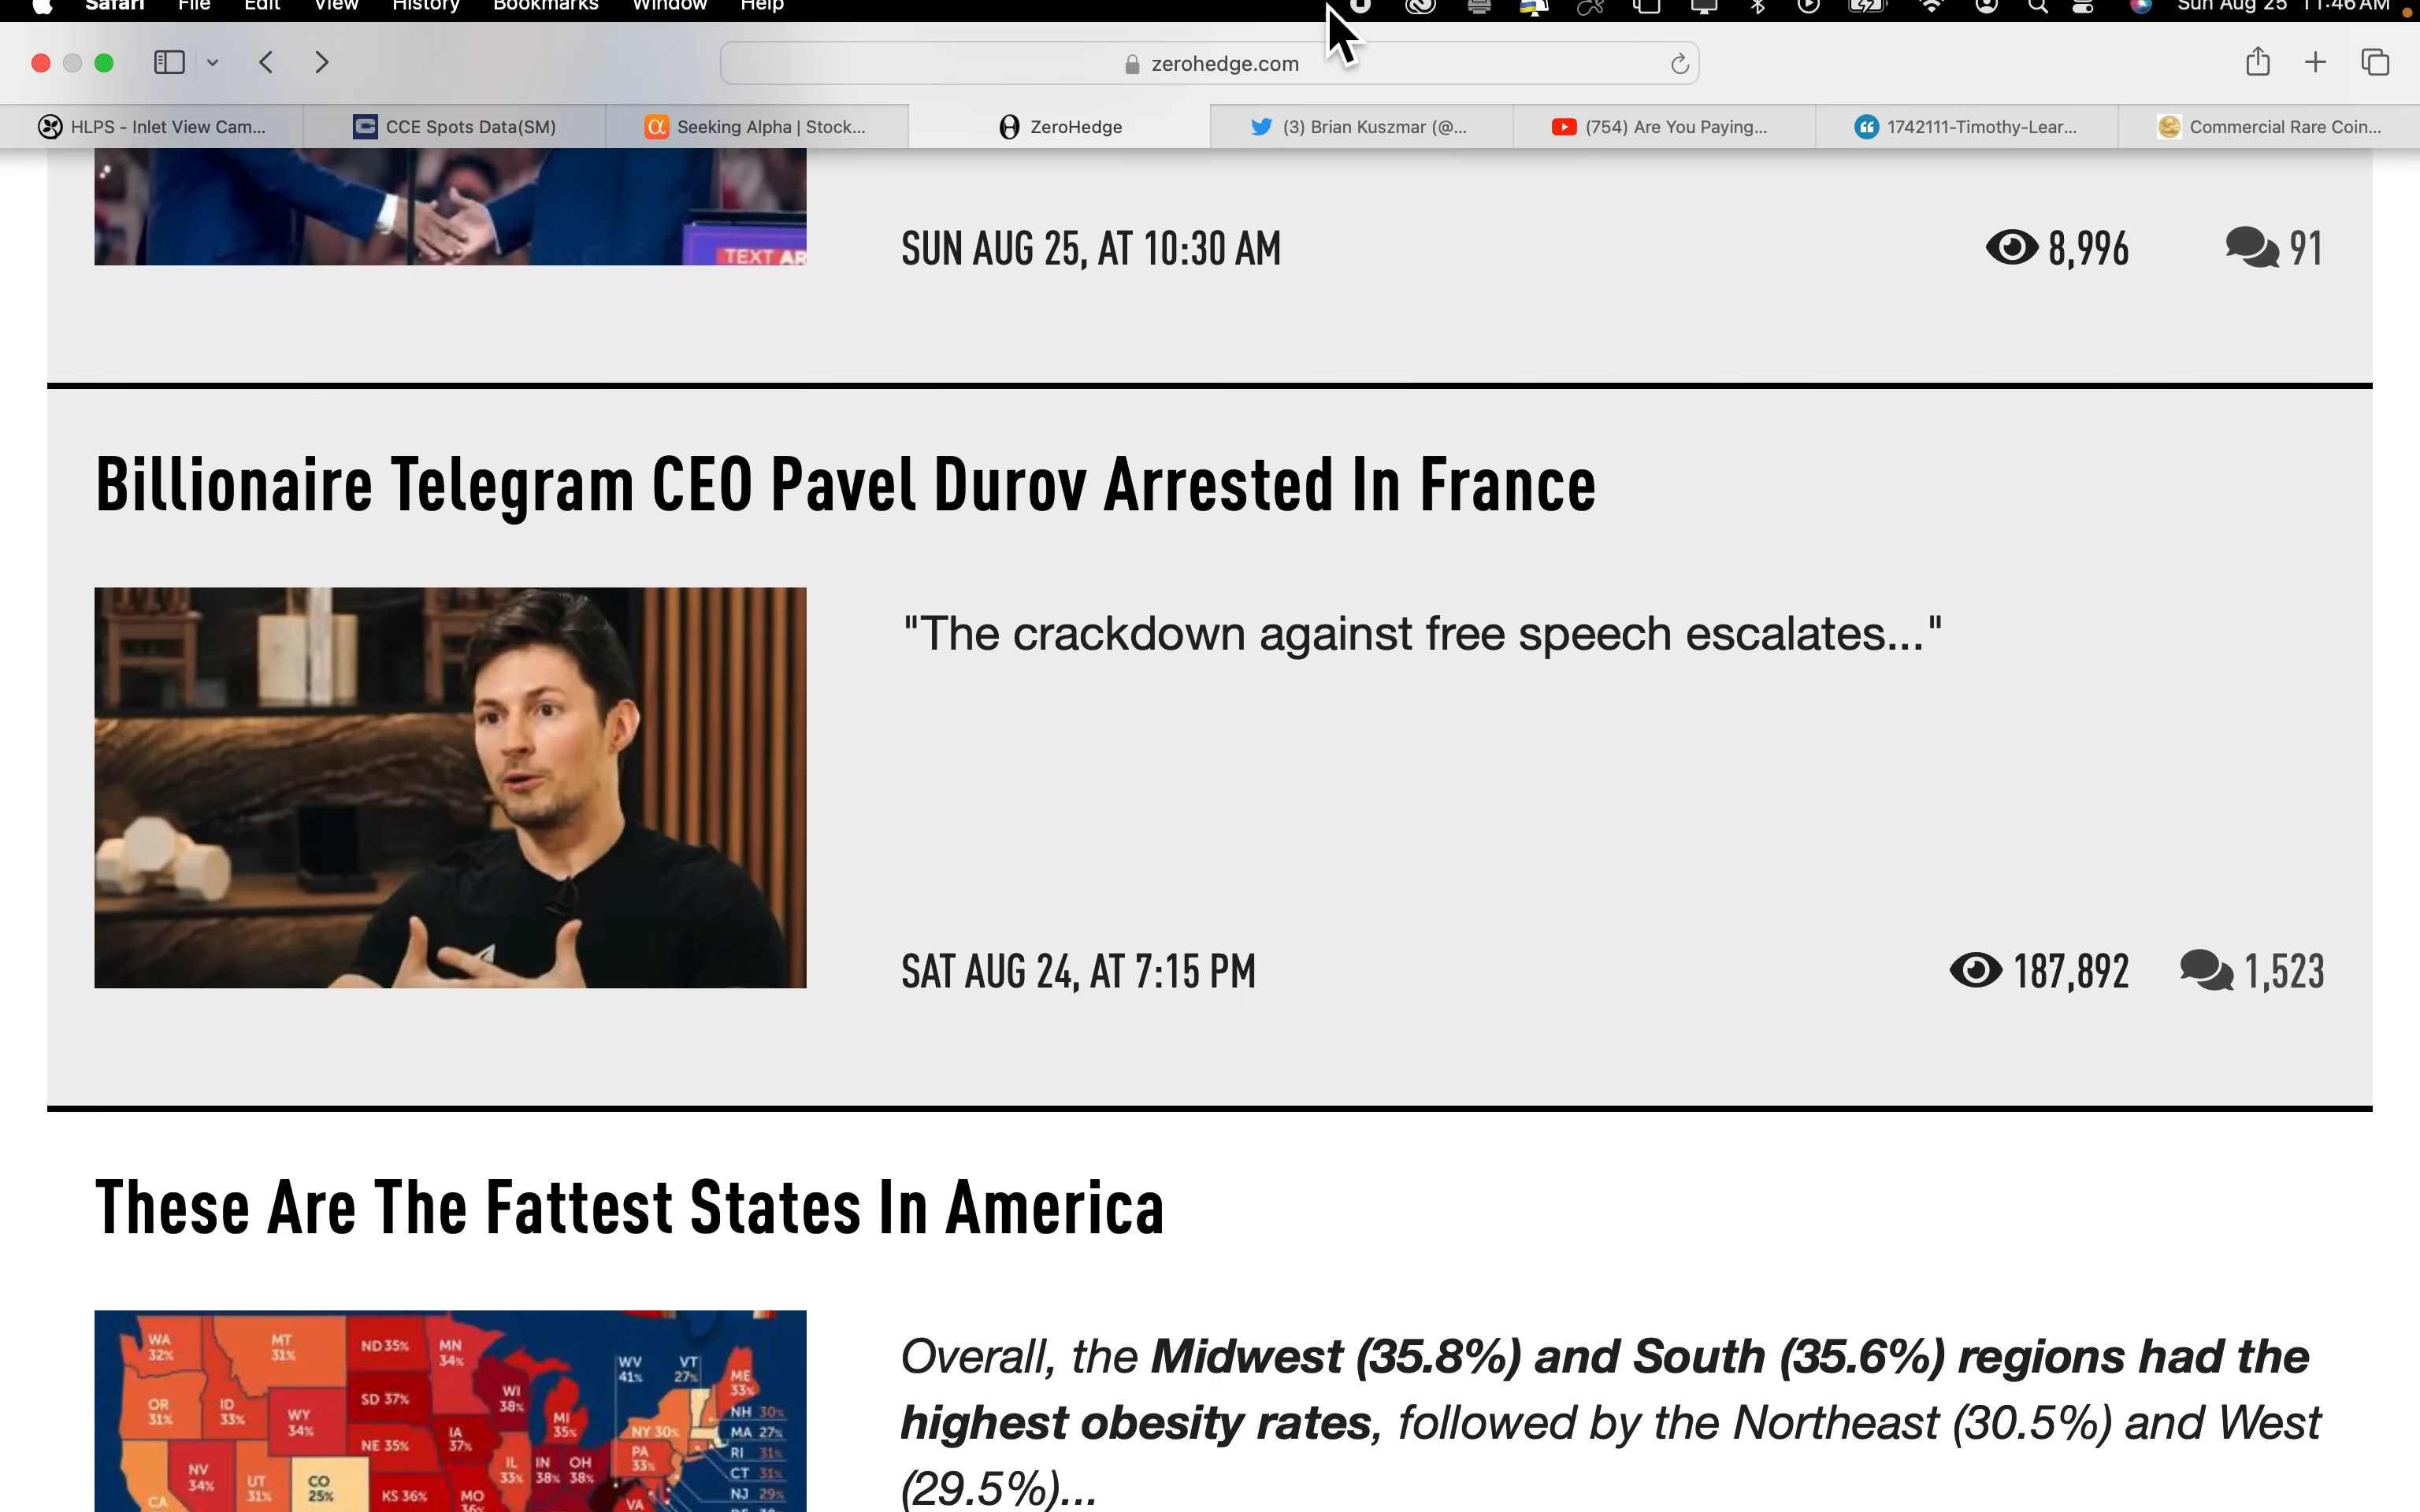 Safari File Edit View History Bookmarks Window Help Sun Aug 25 11:46 AM
zerohedge.com
HLPS - Inlet View Cam...
CCE Spots Data(SM)
Seeking Alpha | Stock...
ZeroHedge
(3) Brian Kuszmar (@...
(754) Are You Paying...
1742111-Timothy-Lear...
Commercial Rare Coin...
TEXT AR
SUN AUG 25, AT 10:30 AM
8,996
91
Billionaire Telegram CEO Pavel Durov Arrested In France
"The crackdown against free speech escalates..."
SAT AUG 24, AT 7:15 PM
187,892
1,523
These Are The Fattest States In America
WA
32%
MT
31%
ND 35%
MN
34%
WV
41%
VT
27%
ME
33%
OR
31%
ID
33%
WY
34%
SD 37%
WI
38%
MI
35%
NY 30%
NH 30%
MA 27%
RI 31%
CT 31%
NJ 29%
NE 35%
IA
37%
PA
33%
NV
34%
UT
31%
CO
25%
KS 36%
MO
36%
IL
33%
IN
38%
OH
38%
CA
VA
Overall, the Midwest (35.8%) and South (35.6%) regions had the
highest obesity rates, followed by the Northeast (30.5%) and West
(29.5%)...